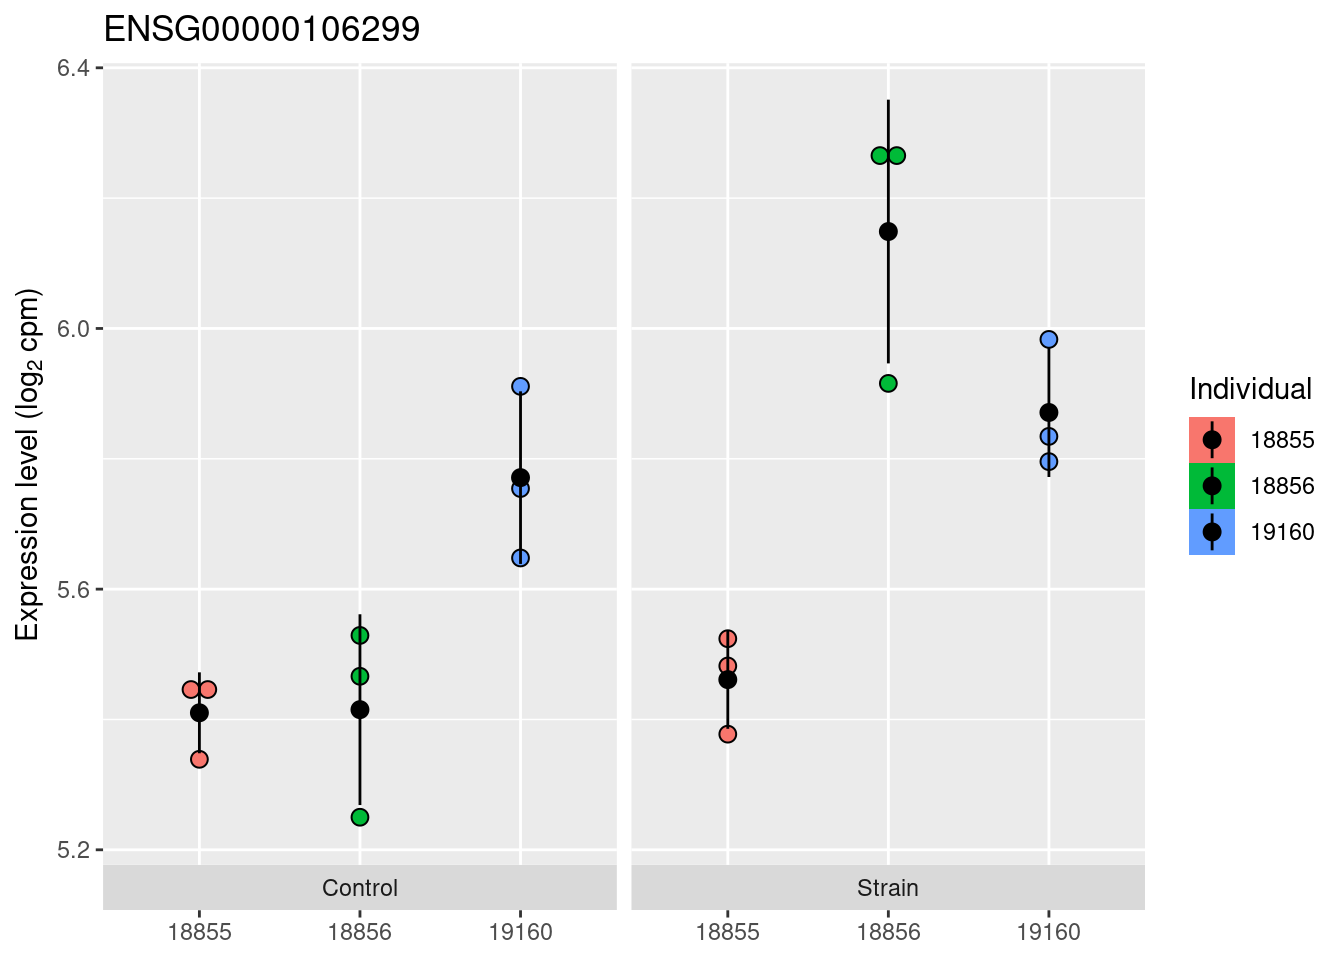 ENSG00000106299
Expression level (log₂ cpm)
6.4
6.0
5.6
5.2
Control
Strain
18855 18856 19160
18855 18856 19160
Individual
18855
18856
19160